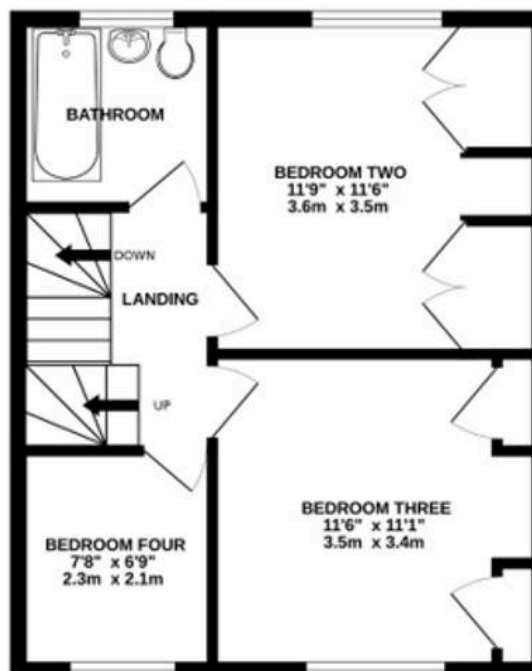 BATHROOM
BEDROOM TWO
11'9" x 11'6"
3.6m x 3.5m
DOWN
LANDING
UP
BEDROOM THREE
11'6" x 11'1"
3.5m x 3.4m
BEDROOM FOUR
7'8" x 6'9"
2.3m x 2.1m